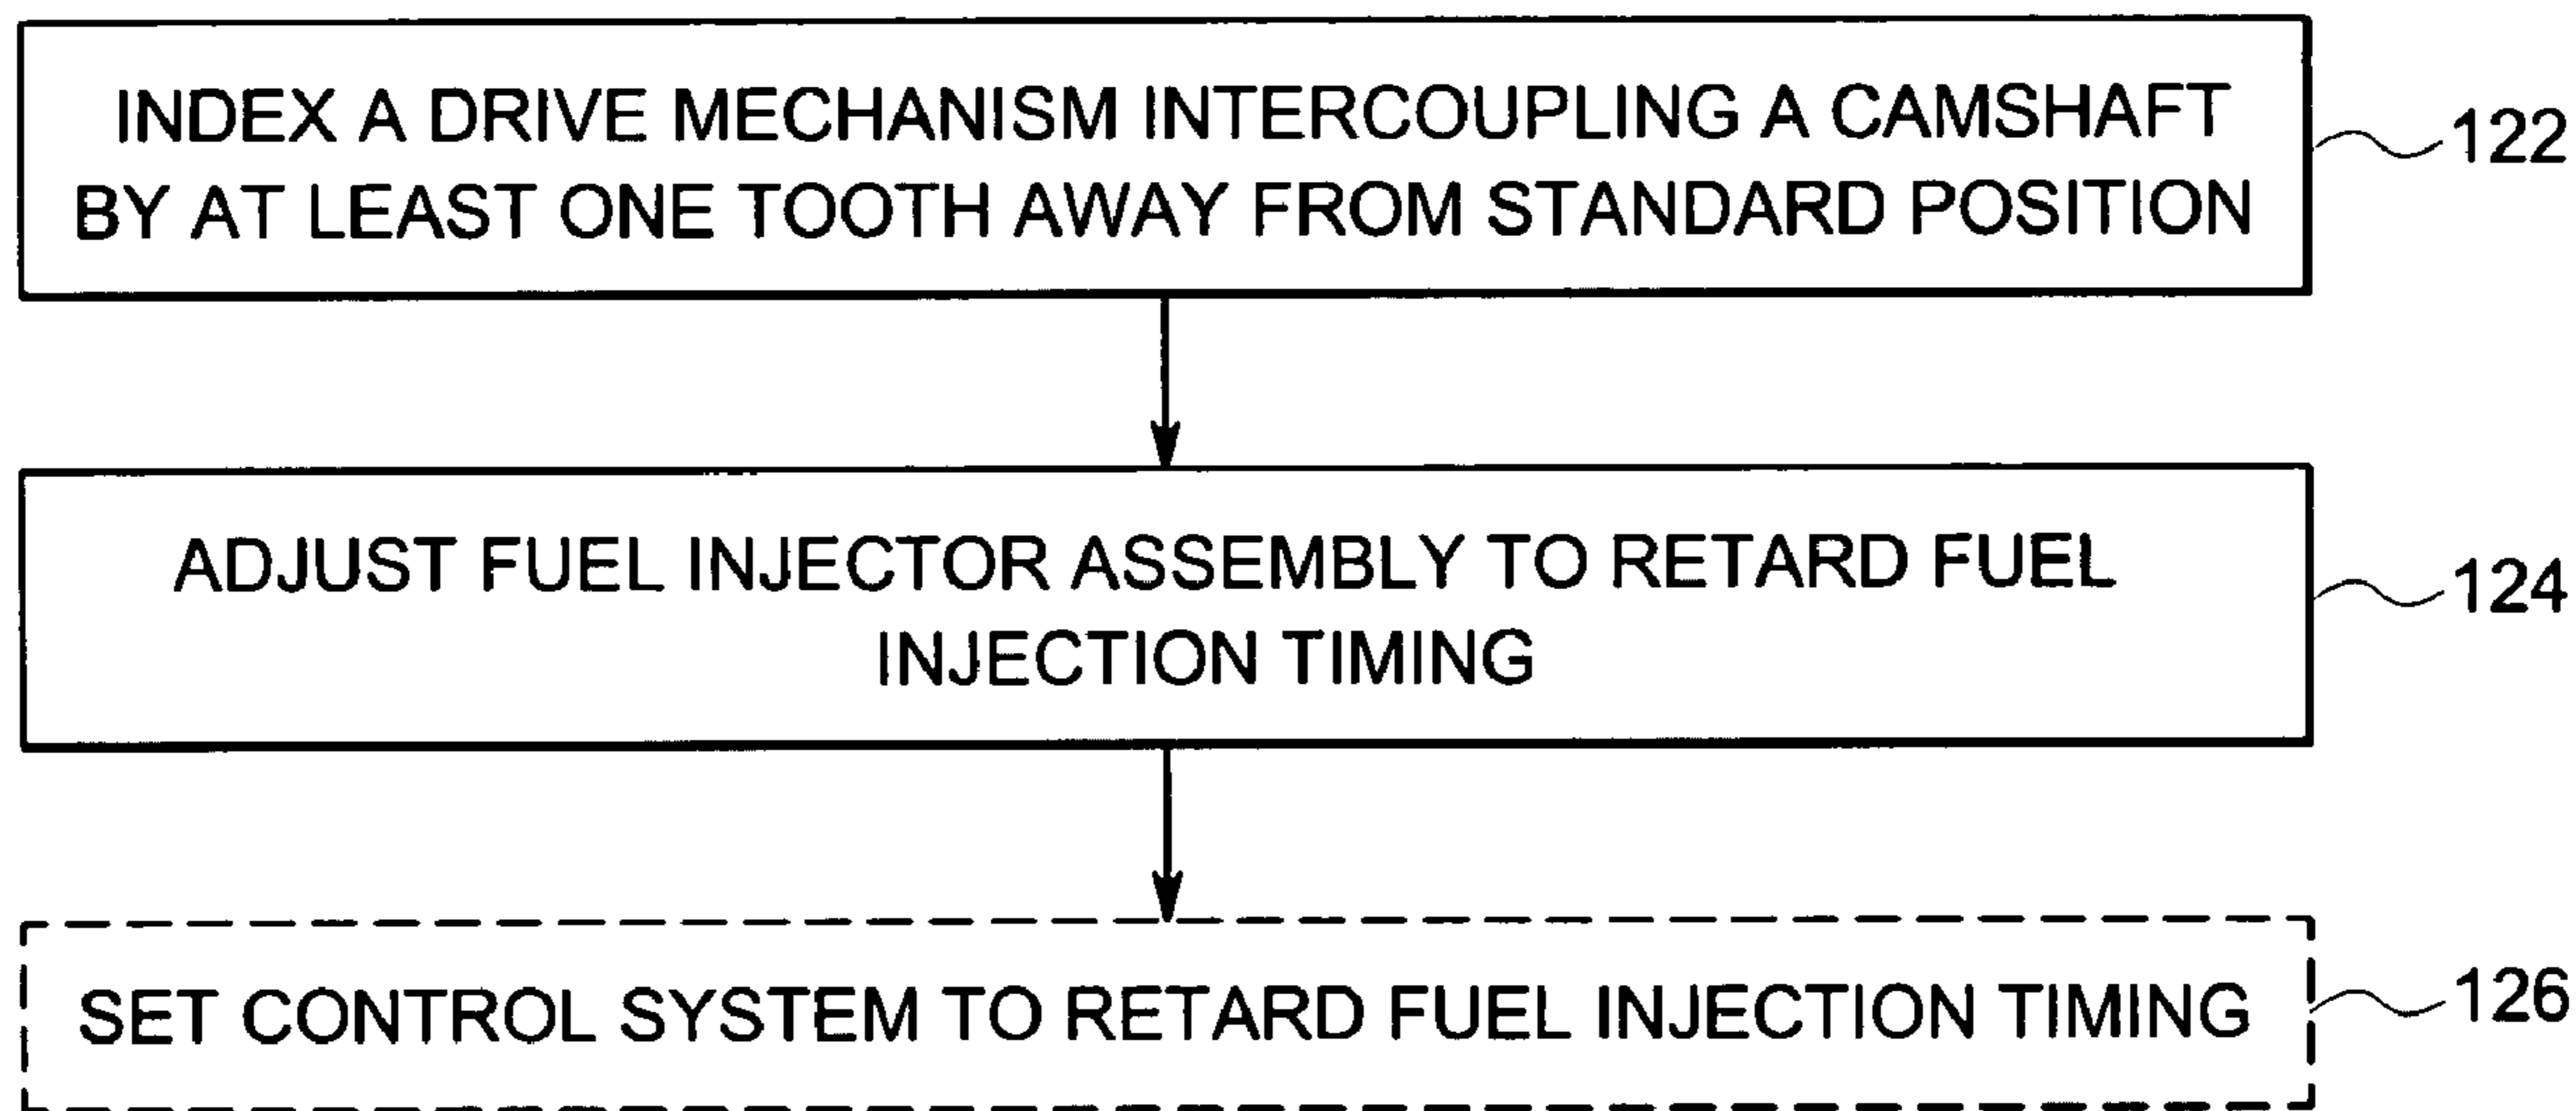 INDEX A DRIVE MECHANISM INTERCOUPLING A CAMSHAFT
BY AT LEAST ONE TOOTH AWAY FROM STANDARD POSITION
122
ADJUST FUEL INJECTOR ASSEMBLY TO RETARD FUEL
INJECTION TIMING
124
SET CONTROL SYSTEM TO RETARD FUEL INJECTION TIMING
126